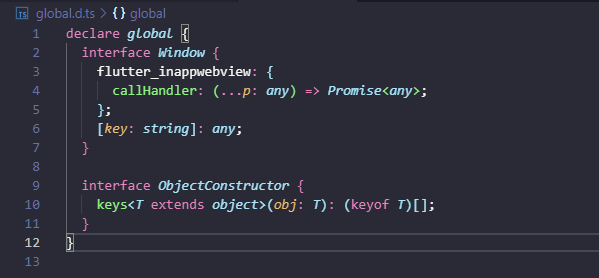 TS global.d.ts > {} global
1 declare global {
2   interface Window {
3     flutter_inappwebview: {
4       callHandler: (...p: any) => Promise<any>;
5     };
6     [key: string]: any;
7   }
8
9   interface ObjectConstructor {
10     keys<T extends object>(obj: T): (keyof T)[];
11   }
12 }
13